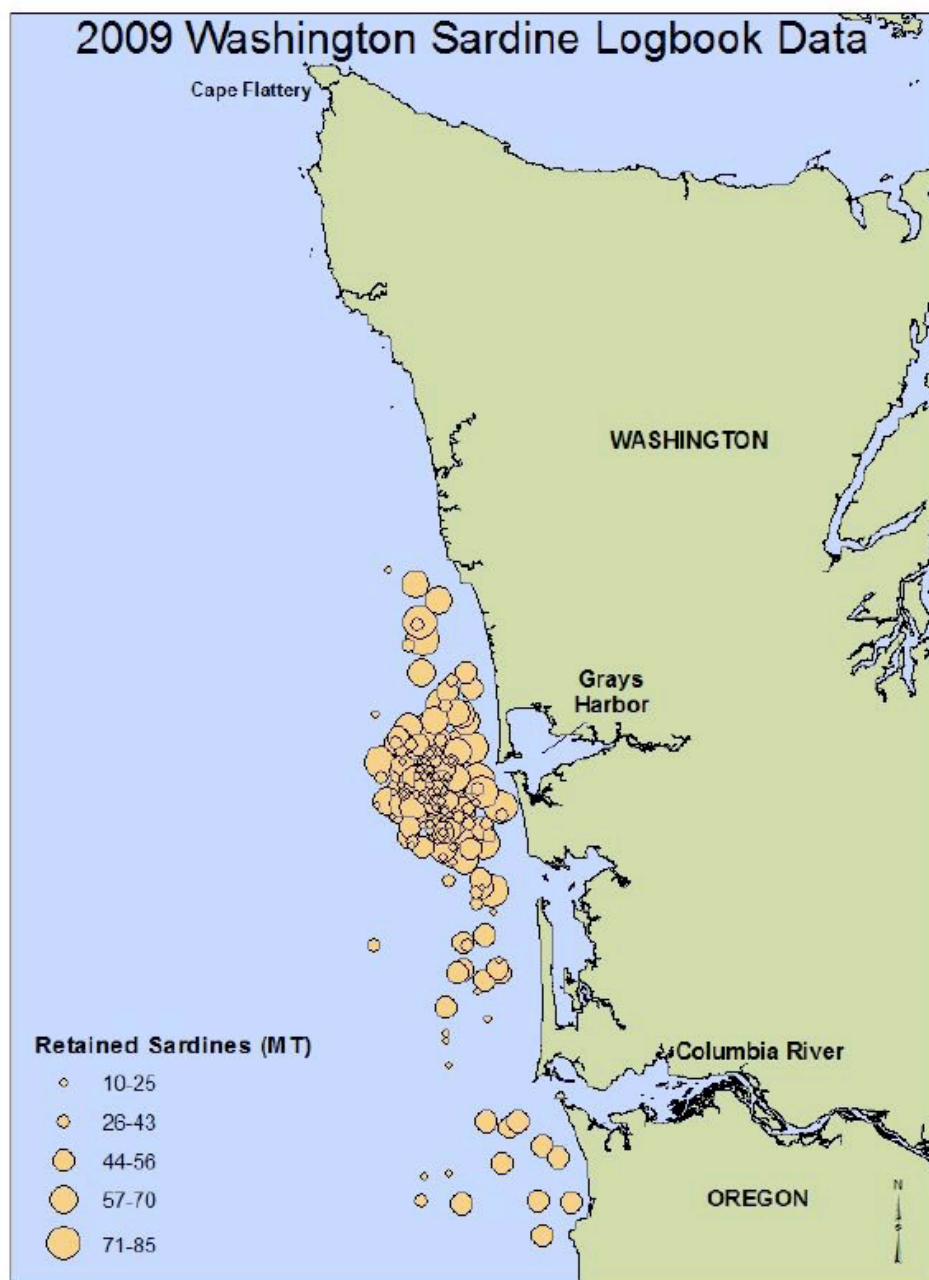 2009 Washington Sardine Logbook Data
Cape Flattery
WASHINGTON
Grays
Harbor
Columbia River
OREGON
N
Retained Sardines (MT)
10-25
26-43
44-56
57-70
71-85